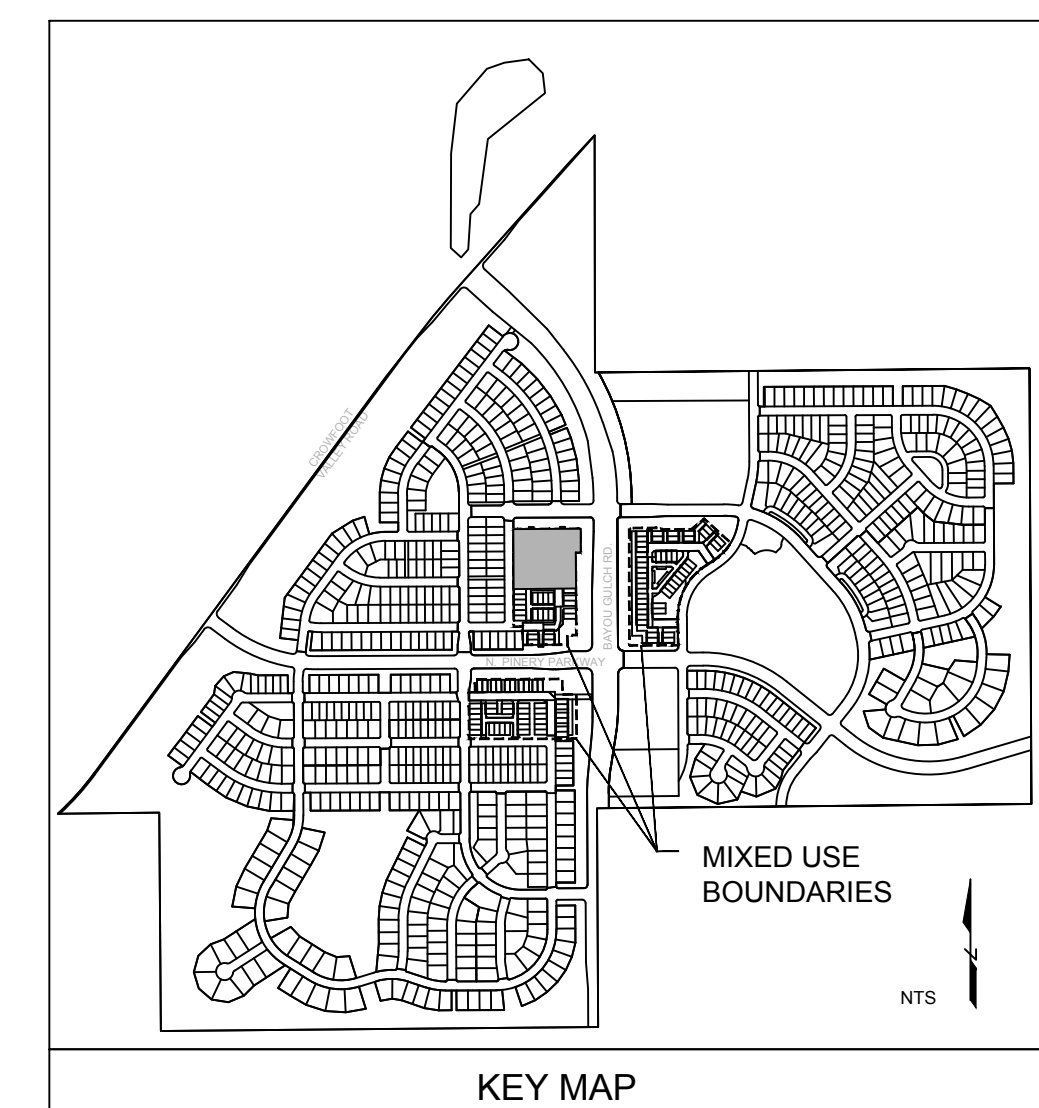 CROWFOOT
VALLEY ROAD
BAYOU GULCH RD.
N. PINERY PARKWAY
MIXED USE
BOUNDARIES
NTS
KEY MAP